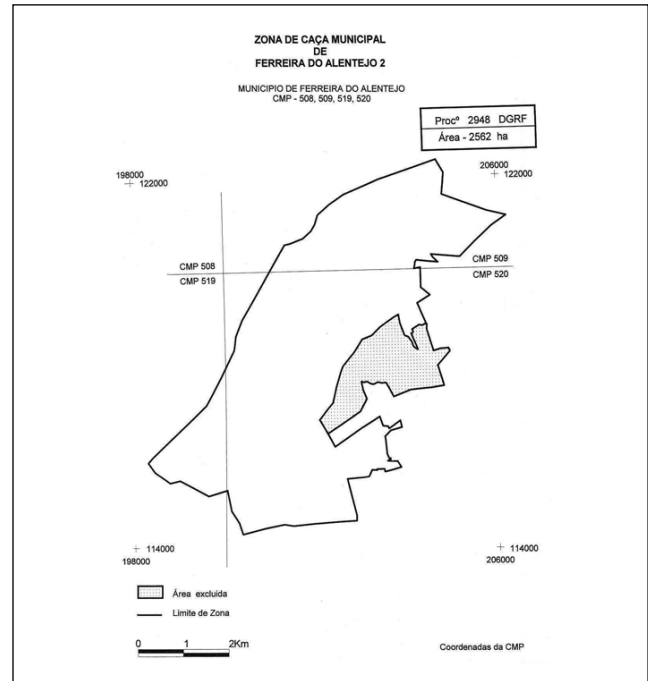 ZONA DE CAÇA MUNICIPAL
DE
FERREIRA DO ALENTEJO 2
MUNICIPIO DE FERREIRA DO ALENTEJO
CMP - 508, 509, 519, 520
Procº 2948 DGRF
Área - 2562 ha
198000
122000
206000
122000
CMP 508
CMP 509
CMP 519
CMP 520
114000
198000
114000
206000
Área excluida
Limite de Zona
0 1 2Km
Coordenadas da CMP